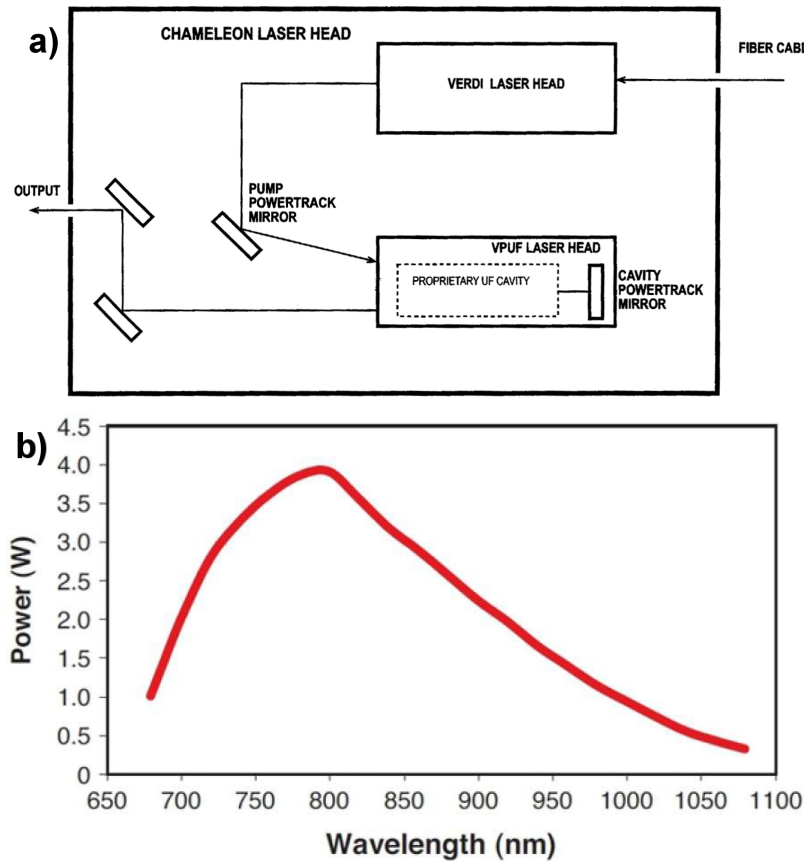 a)
CHAMELEON LASER HEAD
FIBER CABL
VERDI LASER HEAD
OUTPUT
PUMP
POWERTRACK
MIRROR
VPUF LASER HEAD
PROPRIETARY UF CAVITY
CAVITY
POWERTRACK
MIRROR
b)
4.5
4.0
3.5
3.0
2.5
2.0
1.5
1.0
0.5
0
Power (W)
650 700 750 800 850 900 950 1000 1050 1100
Wavelength (nm)